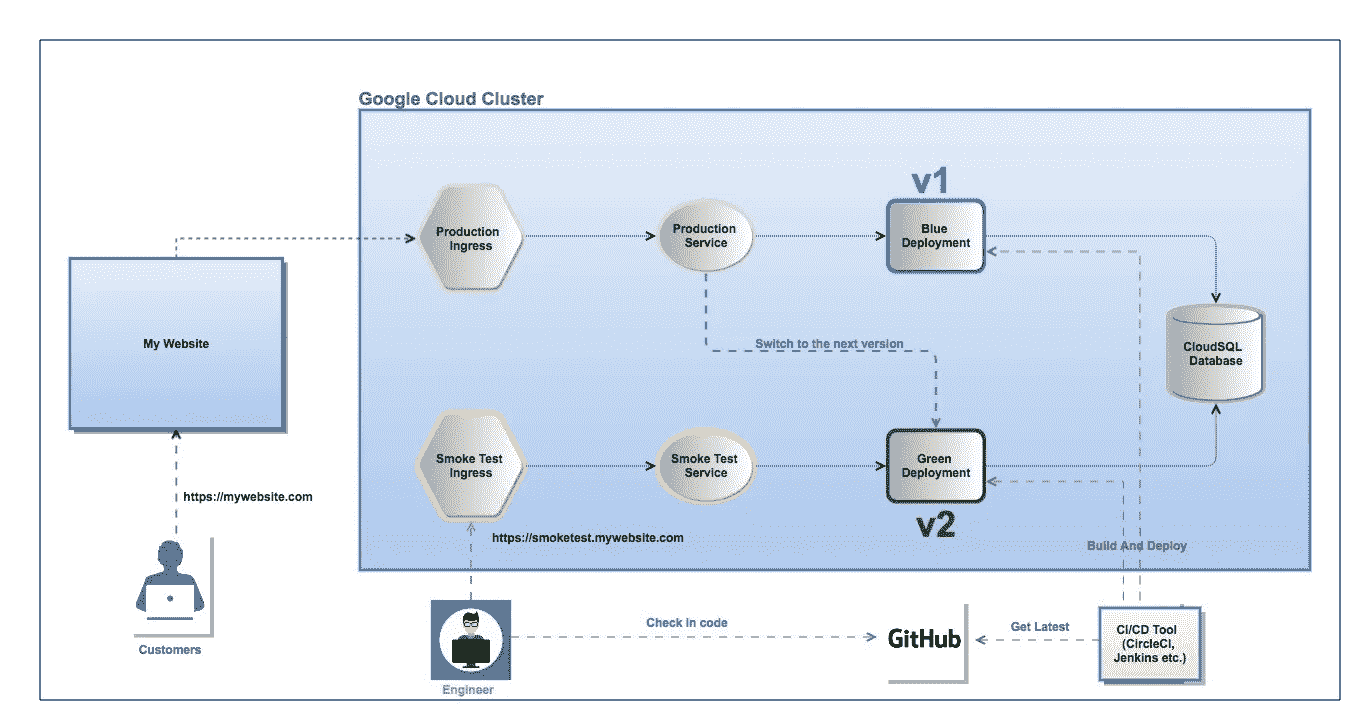 Google Cloud Cluster
v1
Production
Ingress
Production
Service
Blue
Deployment
My Website
Switch to the next version
CloudSQL
Database
Smoke Test
Ingress
Smoke Test
Service
Green
Deployment
https://mywebsite.com
v2
https://smoketest.mywebsite.com
Build And Deploy
Customers
Check in code
GitHub
Get Latest
CI/CD Tool
(CircleCI,
Jenkins etc.)
Engineer